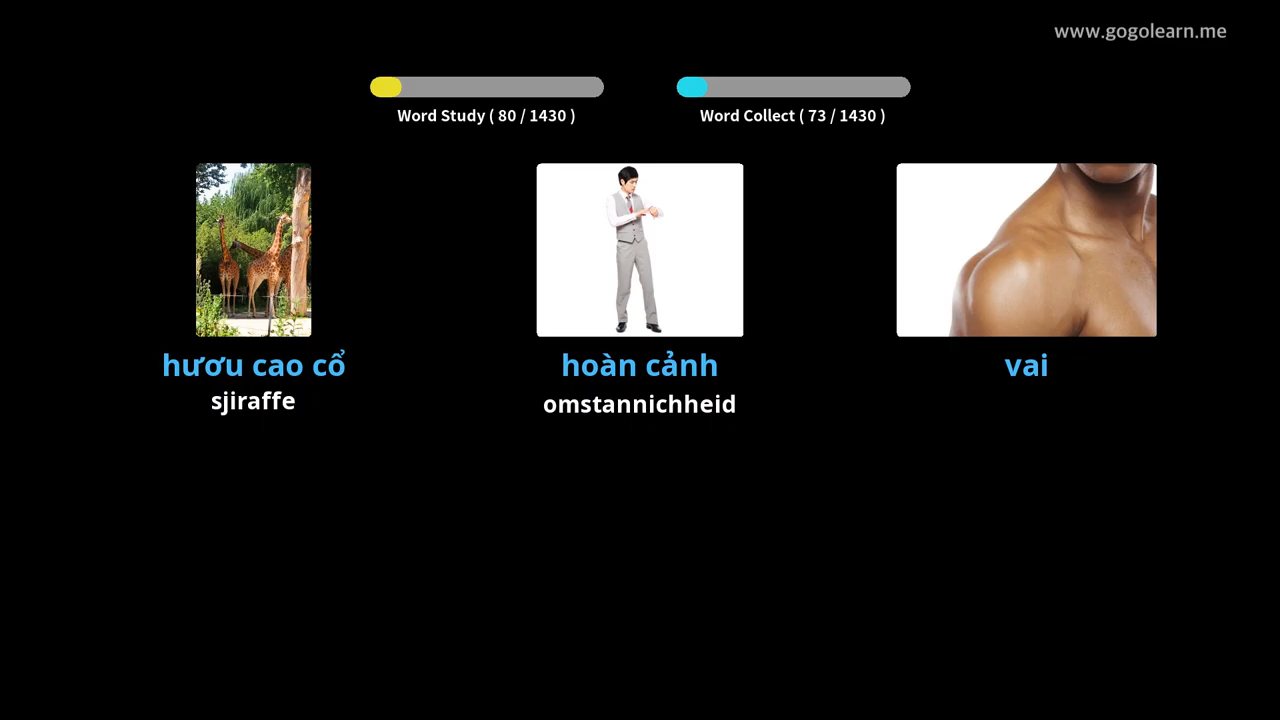 www.gogolearn.me
Word Study ( 80 / 1430 )
Word Collect ( 73 / 1430 )
hươu cao cổ
sjiraffe
hoàn cảnh
omstannichheid
vai